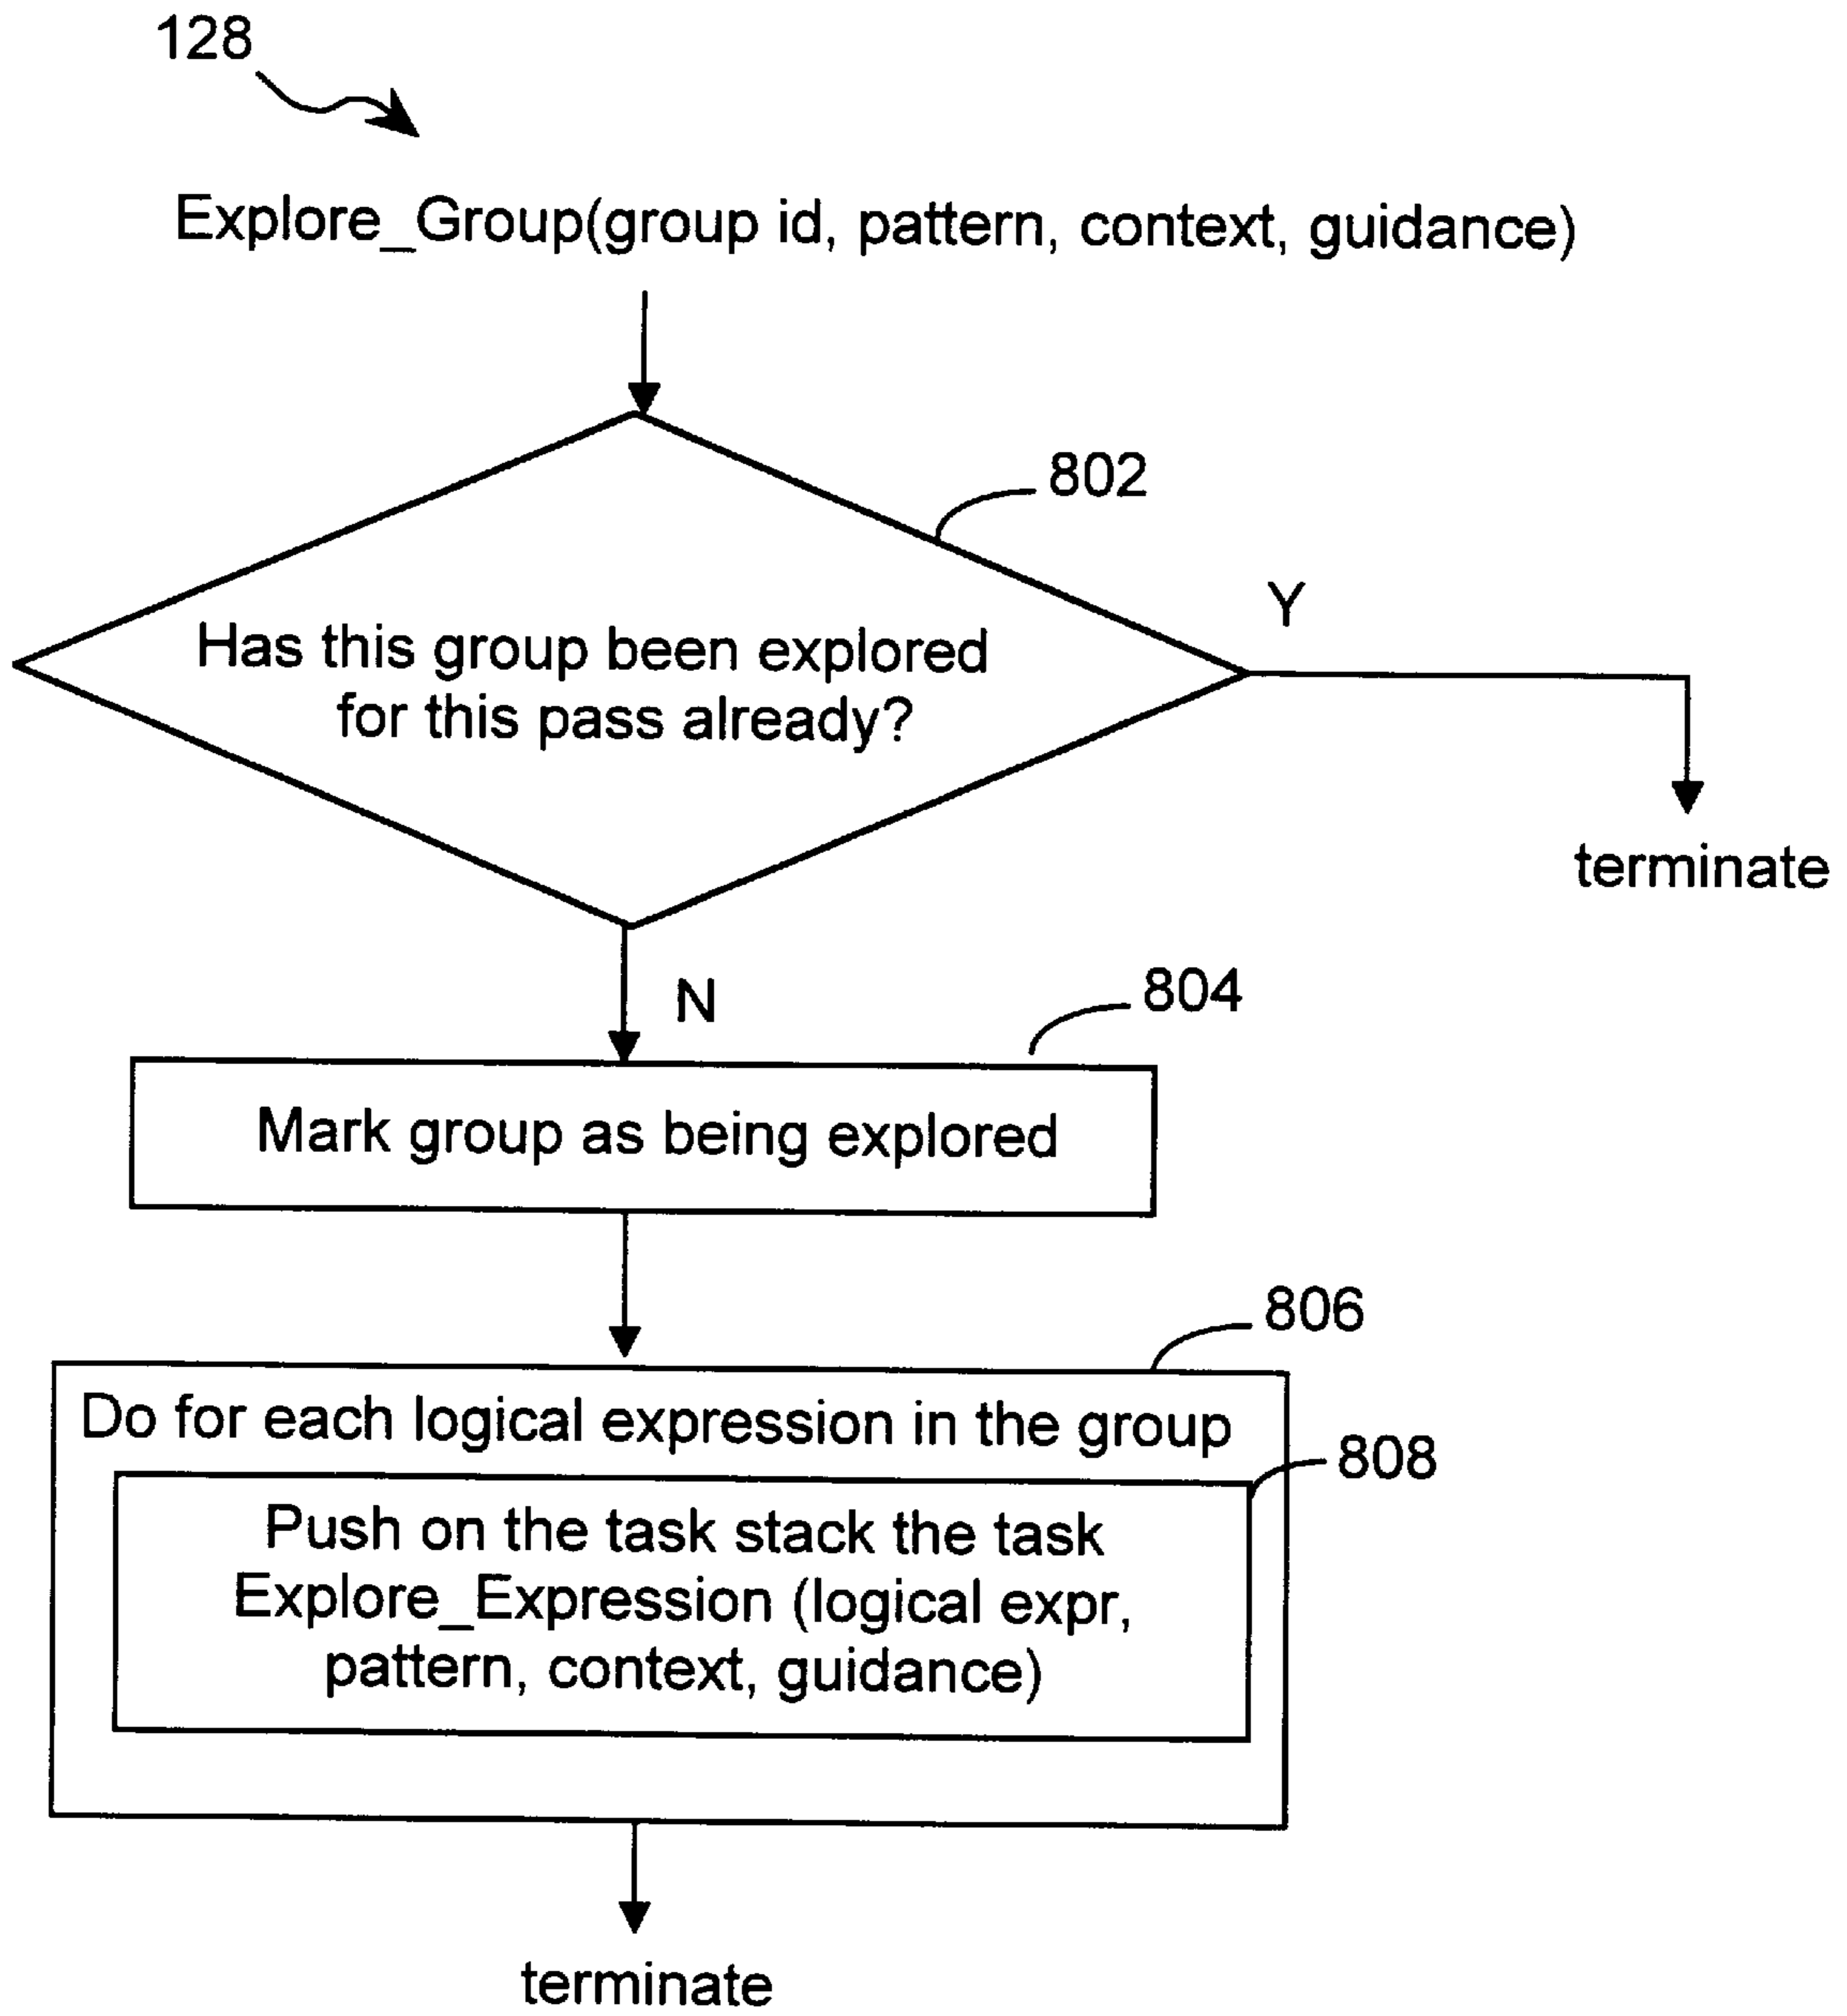 128
Explore_Group(group id, pattern, context, guidance)
802
Y
Has this group been explored
for this pass already?
terminate
N
804
Mark group as being explored
806
Do for each logical expression in the group
808
Push on the task stack the task
Explore_Expression (logical expr,
pattern, context, guidance)
terminate